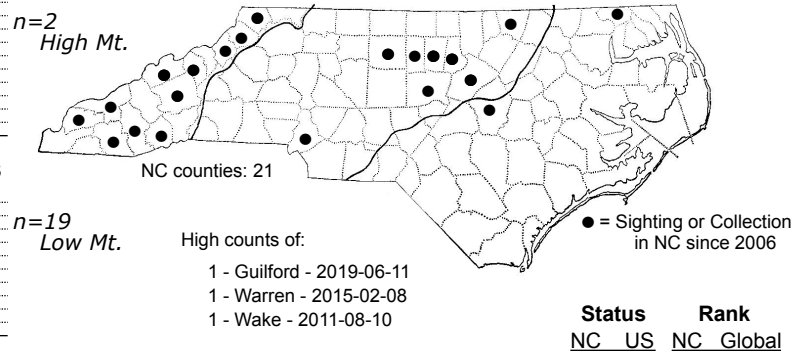 n=2
High Mt.
NC counties: 21
n=19
Low Mt.
High counts of:
1 - Guilford - 2019-06-11
1 - Warren - 2015-02-08
1 - Wake - 2011-08-10
● = Sighting or Collection
in NC since 2006
Status Rank
NC US NC Global